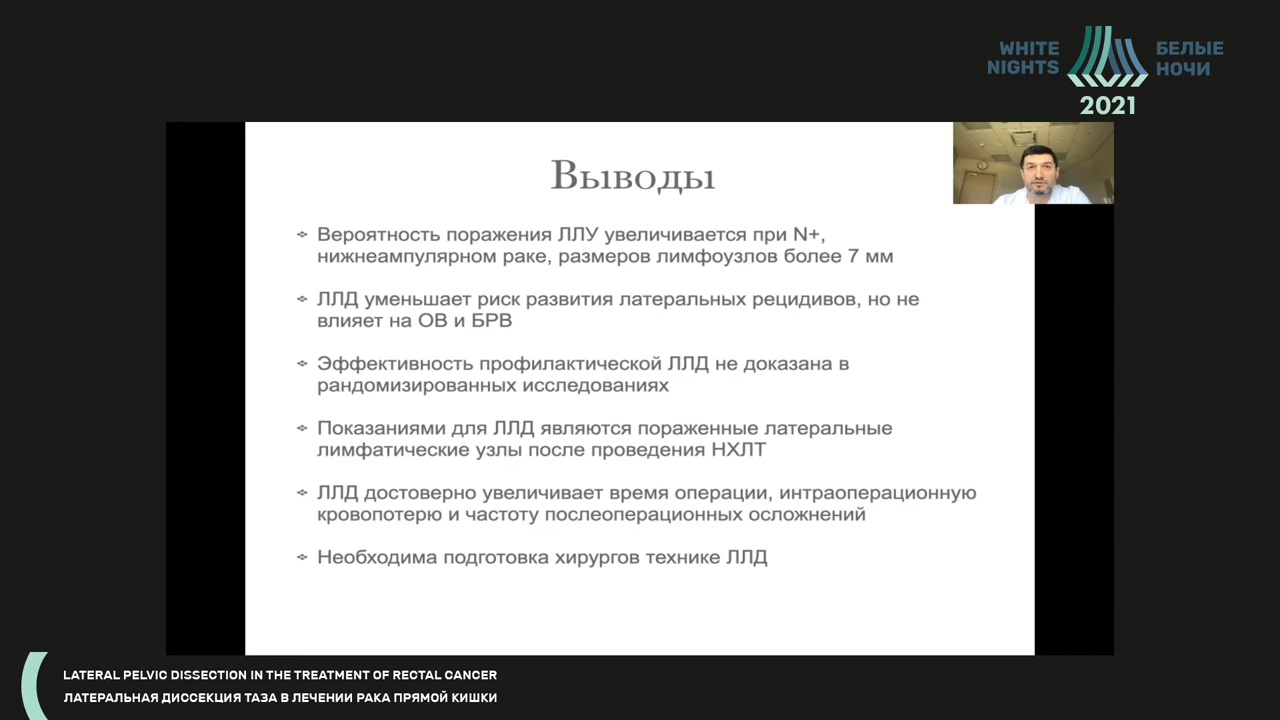 WHITE
NIGHTS
БЕЛЫЕ
НОЧИ
2021
Выводы
Вероятность поражения ЛЛУ увеличивается при N+,
нижнеампулярном раке, размеров лимфоузлов более 7 мм
ЛЛД уменьшает риск развития латеральных рецидивов, но не
влияет на ОВ и БРВ
Эффективность профилактической ЛЛД не доказана в
рандомизированных исследованиях
Показаниями для ЛЛД являются пораженные латеральные
лимфатические узлы после проведения НХЛТ
ЛЛД достоверно увеличивает время операции, интраоперационную
кровопотерю и частоту послеоперационных осложнений
Необходима подготовка хирургов технике ЛЛД
LATERAL PELVIC DISSECTION IN THE TREATMENT OF RECTAL CANCER
ЛАТЕРАЛЬНАЯ ДИССЕКЦИЯ ТАЗА В ЛЕЧЕНИИ РАКА ПРЯМОЙ КИШКИ